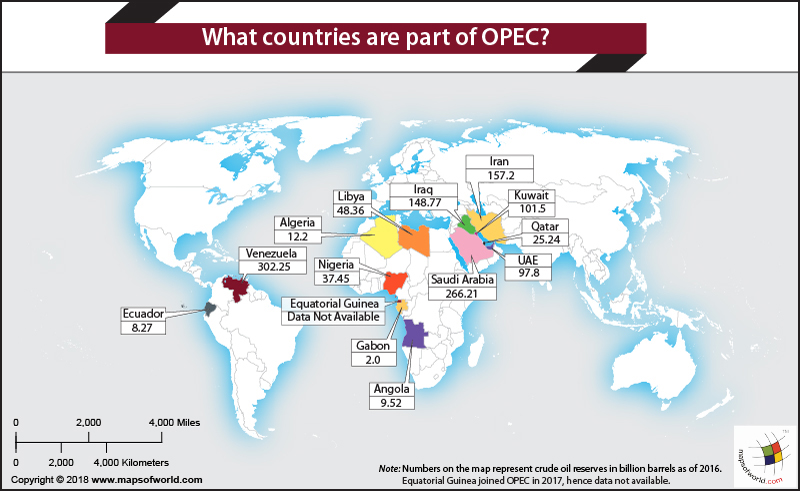 What countries are part of OPEC?
Iran
157.2
Iraq
148.77
Kuwait
101.5
Libya
48.36
Qatar
25.24
Algeria
12.2
UAE
97.8
Venezuela
302.25
Nigeria
37.45
Saudi Arabia
266.21
Equatorial Guinea
Data Not Available
Ecuador
8.27
Gabon
2.0
Angola
9.52
0 2,000 4,000 Miles
0 2,000 4,000 Kilometers
Copyright © 2018 www.mapsofworld.com
Note: Numbers on the map represent crude oil reserves in billion barrels as of 2016.
Equatorial Guinea joined OPEC in 2017, hence data not available.
mapsofworld.com
TM